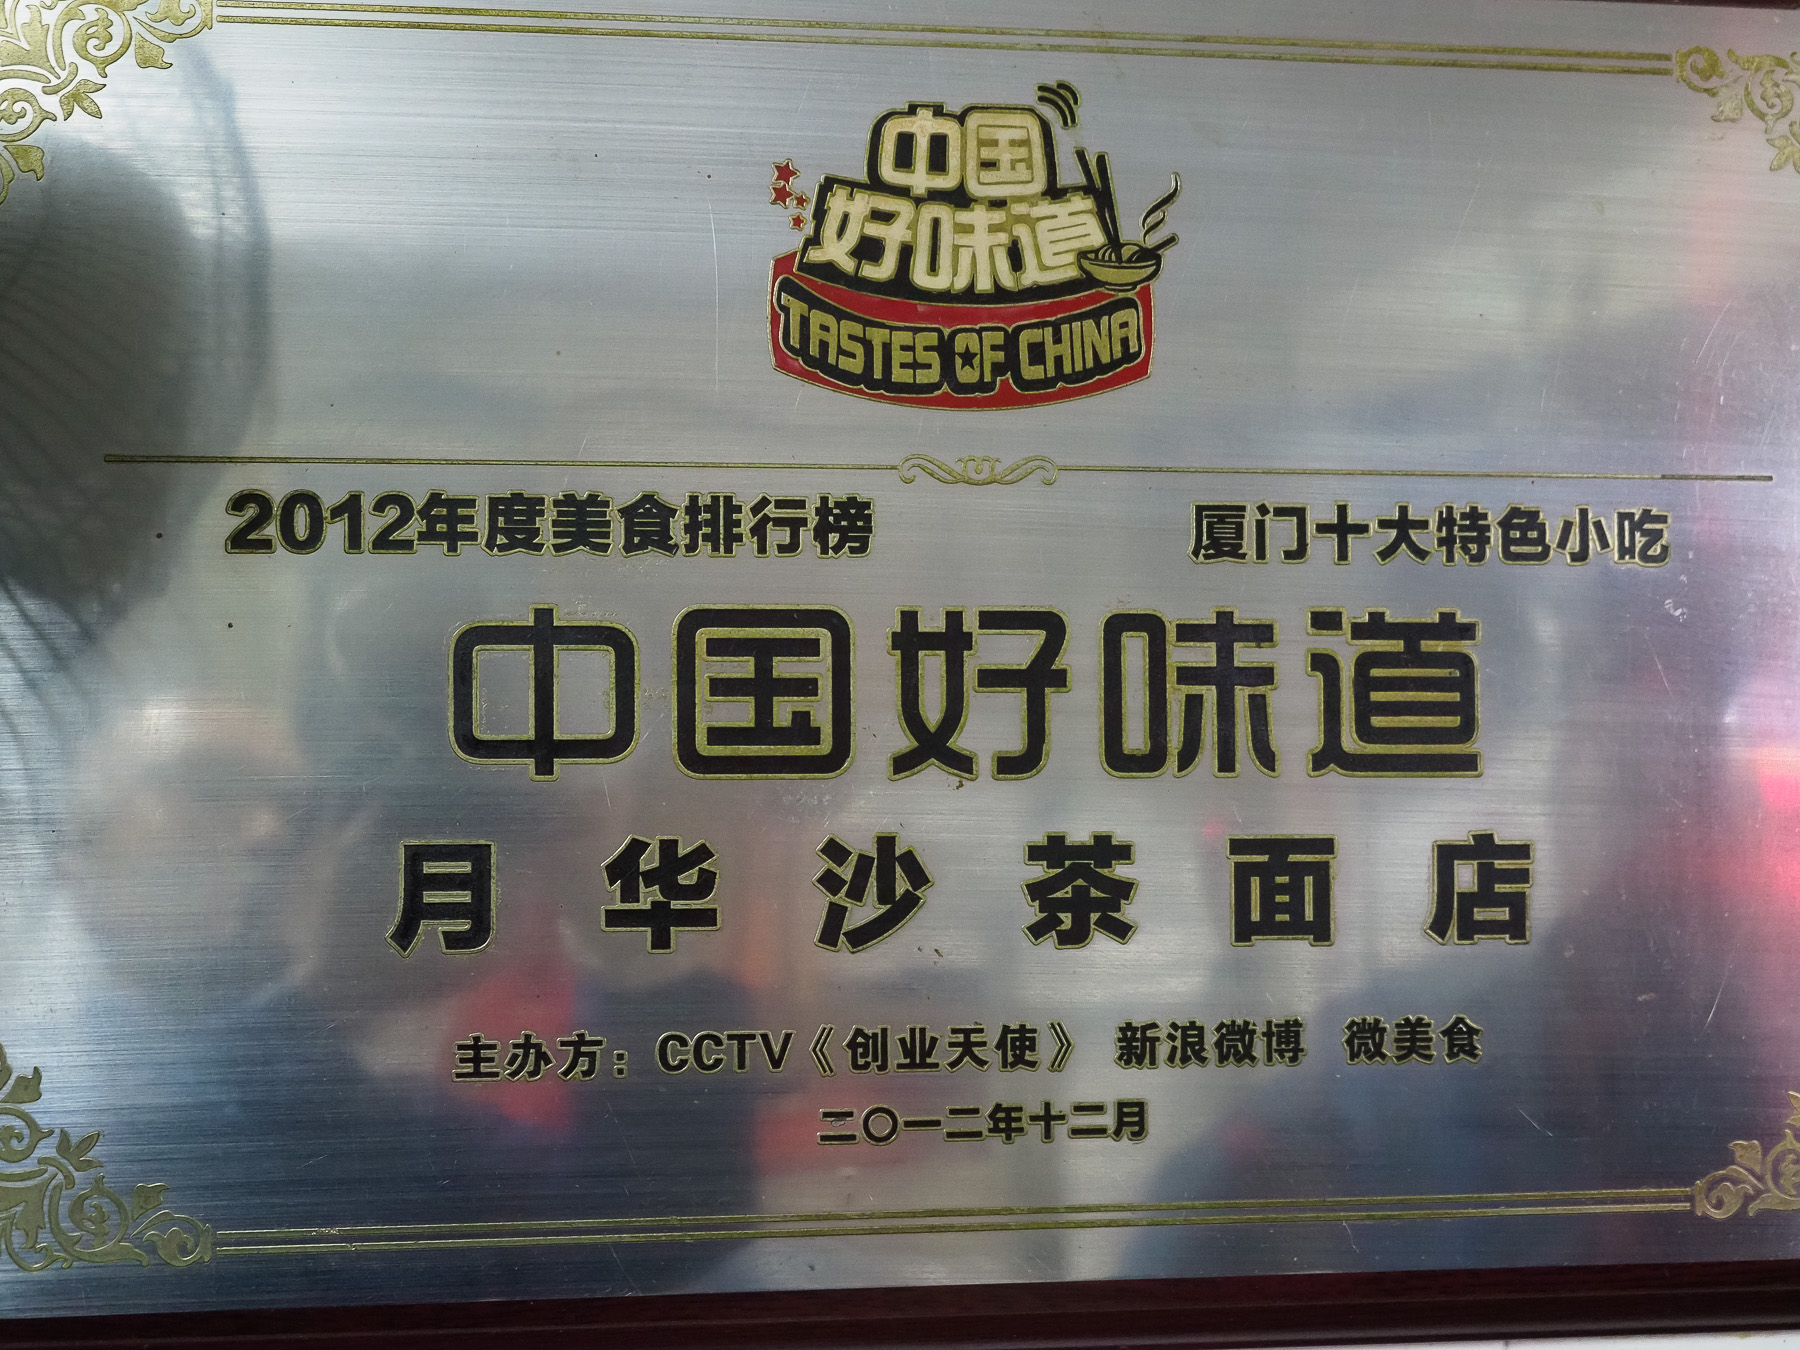 中国
好味道
TASTES OF CHINA
2012年度美食排行榜 厦门十大特色小吃
中国好味道
月华沙茶面店
主办方：CCTV《创业天使》 新浪微博 微美食
二〇一二年十二月